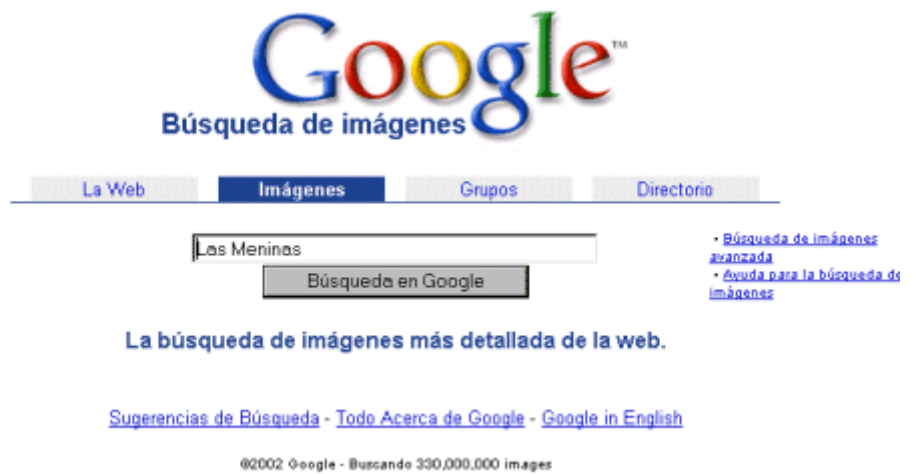 Google™
Búsqueda de imágenes
La Web Imágenes Grupos Directorio
Las Meninas
Búsqueda en Google
• Búsqueda de imágenes
avanzada
• Ayuda para la búsqueda de
imágenes
La búsqueda de imágenes más detallada de la web.
Sugerencias de Búsqueda - Todo Acerca de Google - Google in English
©2002 Google - Buscando 330,000,000 images